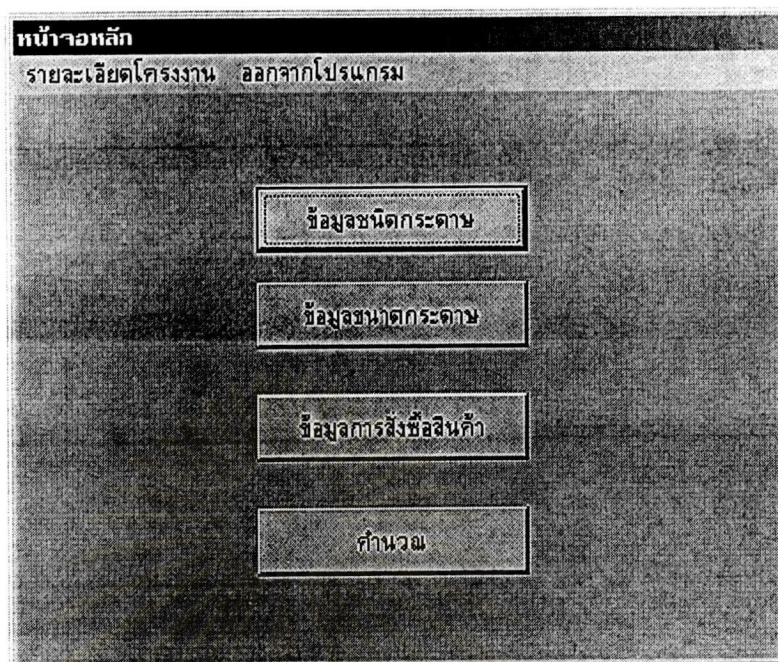 หน้าจอหลัก
รายละเอียดโครงงาน ออกจากโปรแกรม
ข้อมูลชนิดกระดาษ
ข้อมูลขนาดกระดาษ
ข้อมูลการสั่งซื้อสินค้า
คำนวณ